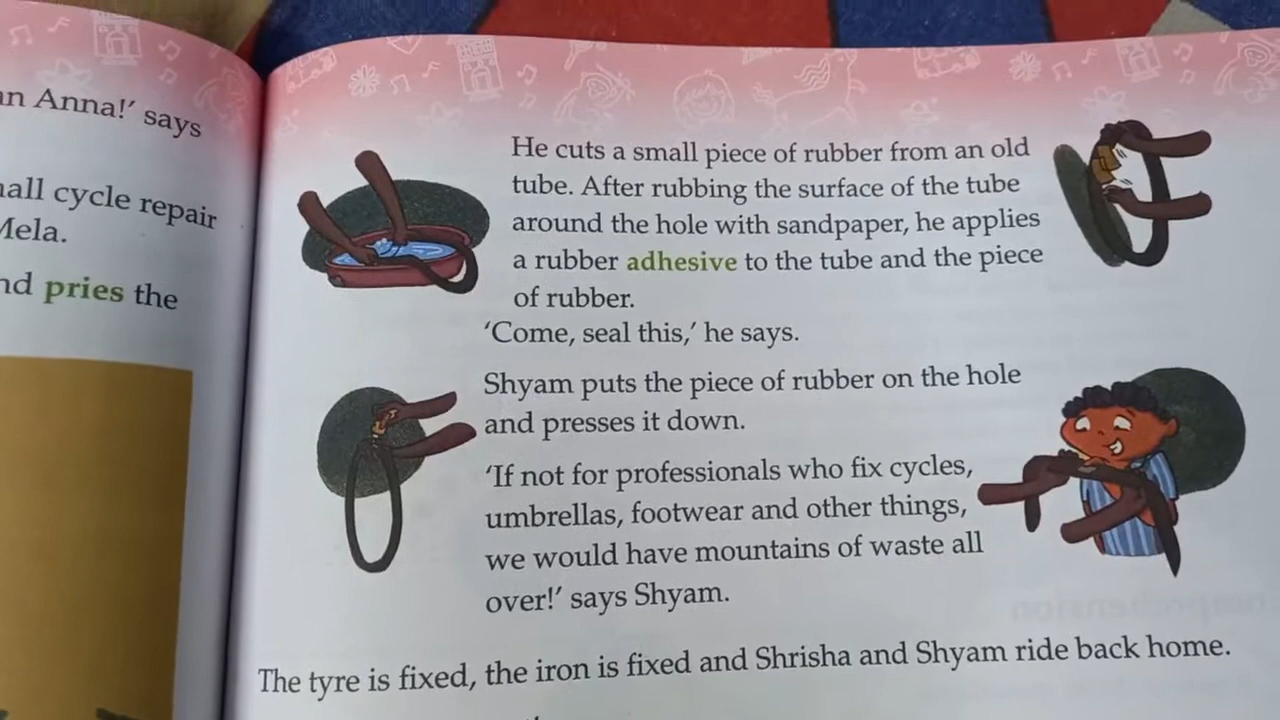 an Anna!' says
all cycle repair
Mela.
nd pries the
He cuts a small piece of rubber from an old
tube. After rubbing the surface of the tube
around the hole with sandpaper, he applies
a rubber adhesive to the tube and the piece
of rubber.
'Come, seal this,' he says.
Shyam puts the piece of rubber on the hole
and presses it down.
'If not for professionals who fix cycles,
umbrellas, footwear and other things,
we would have mountains of waste all
over!' says Shyam.
The tyre is fixed, the iron is fixed and Shrisha and Shyam ride back home.